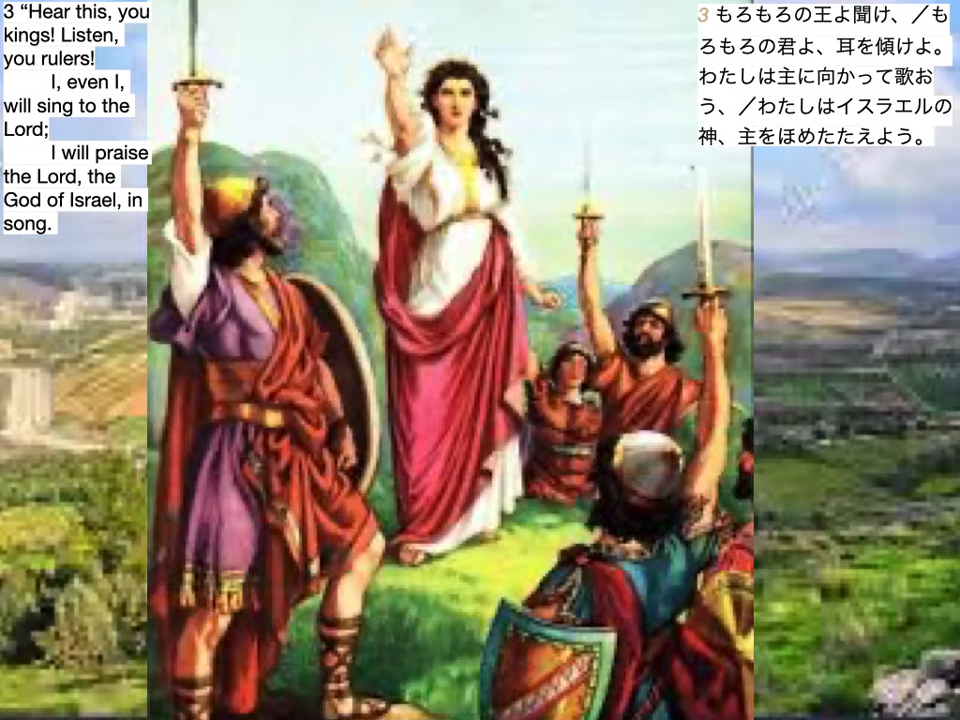 3 “Hear this, you
kings! Listen,
you rulers!
I, even I,
will sing to the
Lord;
I will praise
the Lord, the
God of Israel, in
song.
3 もろもろの王よ聞け、／も
ろもろの君よ、耳を傾けよ。
わたしは主に向かって歌お
う、／わたしはイスラエルの
神、主をほめたたえよう。